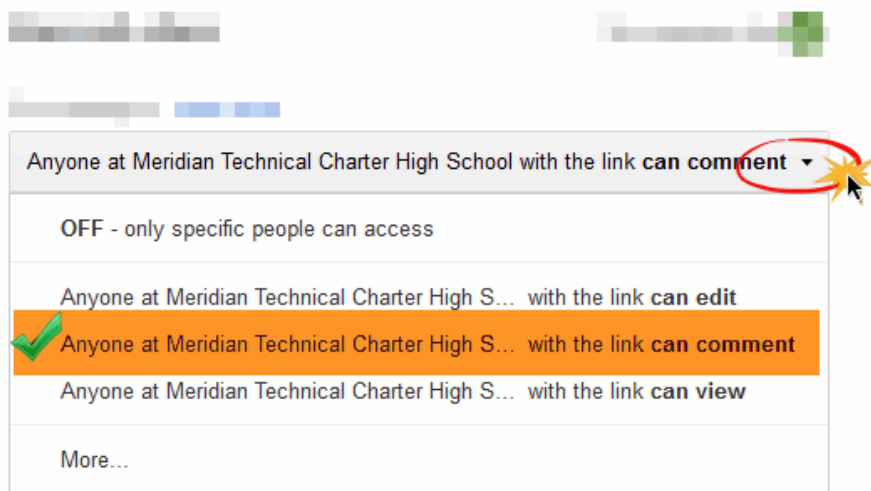 Anyone at Meridian Technical Charter High School with the link can comment
OFF - only specific people can access
Anyone at Meridian Technical Charter High S... with the link can edit
Anyone at Meridian Technical Charter High S... with the link can comment
Anyone at Meridian Technical Charter High S... with the link can view
More...